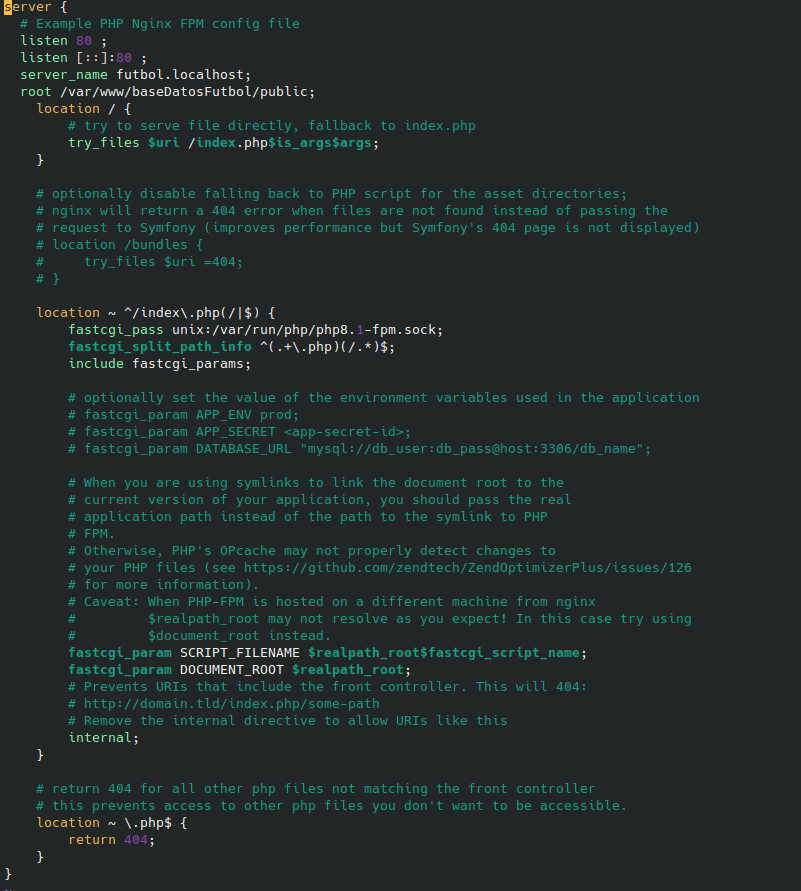 server {
  # Example PHP Nginx FPM config file
  listen 80 ;
  listen [::]:80 ;
  server_name futbol.localhost;
  root /var/www/baseDatosFutbol/public;
    location / {
        # try to serve file directly, fallback to index.php
        try_files $uri /index.php$is_args$args;
    }

    # optionally disable falling back to PHP script for the asset directories;
    # nginx will return a 404 error when files are not found instead of passing the
    # request to Symfony (improves performance but Symfony's 404 page is not displayed)
    # location /bundles {
    #     try_files $uri =404;
    # }

    location ~ ^/index\.php(/|$) {
        fastcgi_pass unix:/var/run/php/php8.1-fpm.sock;
        fastcgi_split_path_info ^(.+\.php)(/.*)$;
        include fastcgi_params;

        # optionally set the value of the environment variables used in the application
        # fastcgi_param APP_ENV prod;
        # fastcgi_param APP_SECRET <app-secret-id>;
        # fastcgi_param DATABASE_URL "mysql://db_user:db_pass@host:3306/db_name";

        # When you are using symlinks to link the document root to the
        # current version of your application, you should pass the real
        # application path instead of the path to the symlink to PHP
        # FPM.
        # Otherwise, PHP's OPcache may not properly detect changes to
        # your PHP files (see https://github.com/zendtech/ZendOptimizerPlus/issues/126
        # for more information).
        # Caveat: When PHP-FPM is hosted on a different machine from nginx
        #         $realpath_root may not resolve as you expect! In this case try using
        #         $document_root instead.
        fastcgi_param SCRIPT_FILENAME $realpath_root$fastcgi_script_name;
        fastcgi_param DOCUMENT_ROOT $realpath_root;
        # Prevents URIs that include the front controller. This will 404:
        # http://domain.tld/index.php/some-path
        # Remove the internal directive to allow URIs like this
        internal;
    }

    # return 404 for all other php files not matching the front controller
    # this prevents access to other php files you don't want to be accessible.
    location ~ \.php$ {
        return 404;
    }
}